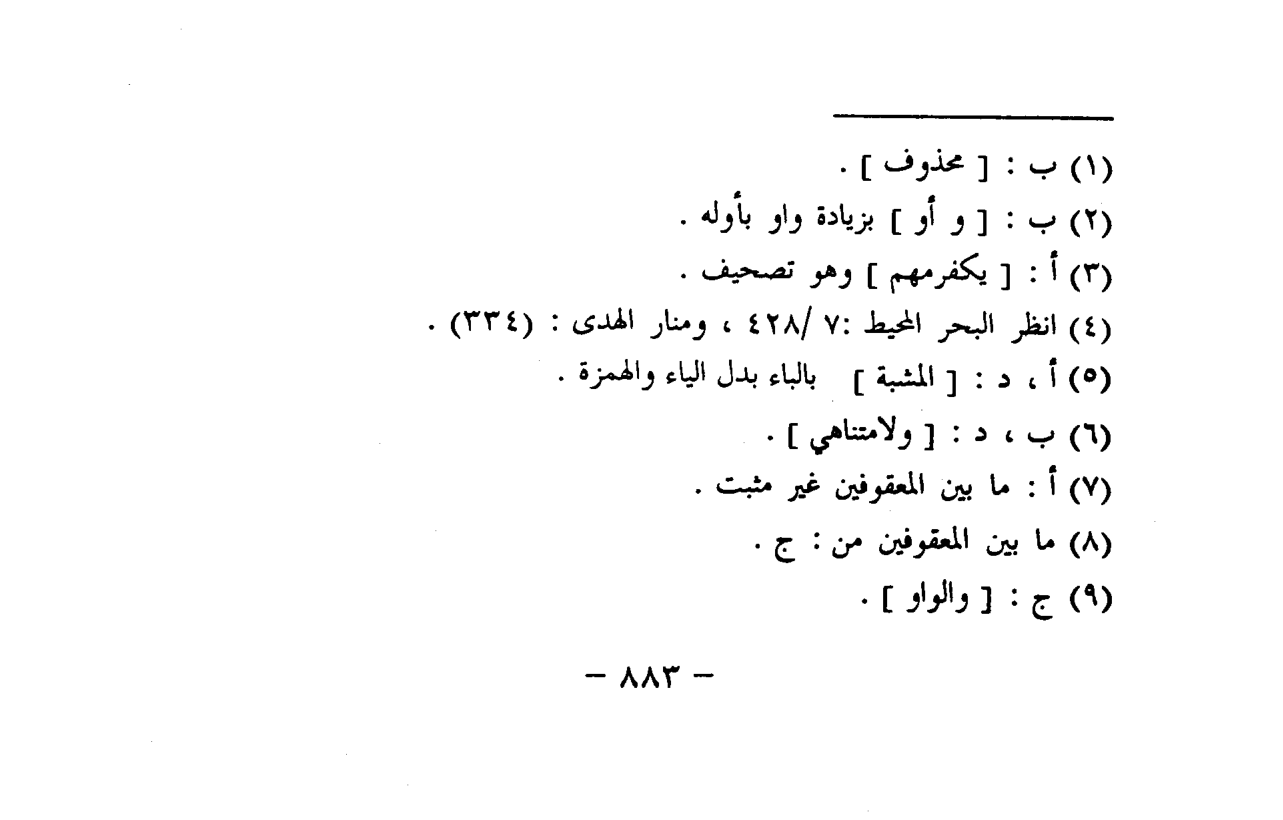 (١) ب : [ محذوف ] .
(٢) ب : [ و أو ] بزيادة واو بأوله .
(٣) أ : [ يكفرمهم ] وهو تصحيف .
(٤) انظر البحر المحيط :٧ /٤٢٨ ، ومنار الهدى : (٣٣٤) .
(٥) أ ، د : [ المشبة ] بالباء بدل الياء والهمزة .
(٦) ب ، د : [ ولامتناهي ] .
(٧) أ : ما بين المعقوفين غير مثبت .
(٨) ما بين المعقوفين من : ج .
(٩) ج : [ والواو ] .
– ٨٨٣ –